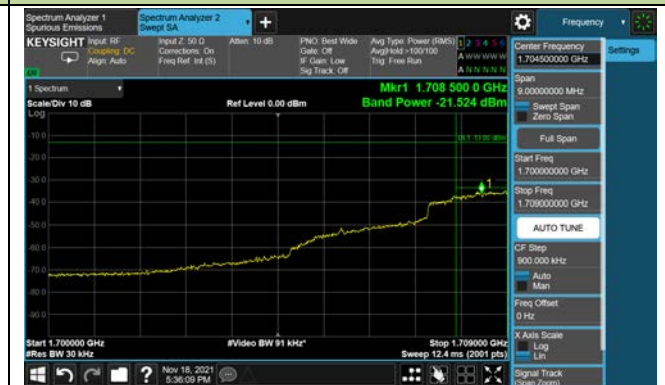 Spectrum Analyzer 1
Spurious Emissions
Spectrum Analyzer 2
Swept SA
+
Frequency
KEYSIGHT
Input: RF
Coupling: DC
Align: Auto
Input Z: 50 Ω
Corrections: On
Freq Ref: Int (S)
Atten: 10 dB
PNO: Best Wide
Gate: Off
IF Gain: Low
Sig Track: Off
Avg Type: Power (RMS)
Avg|Hold:>100/100
Trig: Free Run
1 2 3 4 5 6
A W W W W W
A N N N N N
Center Frequency
1.704500000 GHz
Settings
Span
9.00000000 MHz
Swept Span
Zero Span
Full Span
Start Freq
1.700000000 GHz
Stop Freq
1.709000000 GHz
AUTO TUNE
CF Step
900.000 kHz
Auto
Man
Freq Offset
0 Hz
X Axis Scale
Log
Lin
Signal Track
(Span Zoom)
1 Spectrum
Scale/Div 10 dB
Log
Ref Level 0.00 dBm
Mkr1 1.708 500 0 GHz
Band Power -21.524 dBm
DL1 -13.00 dBm
1
-10.0
-20.0
-30.0
-40.0
-50.0
-60.0
-70.0
-80.0
-90.0
Start 1.700000 GHz
#Res BW 30 kHz
#Video BW 91 kHz*
Stop 1.709000 GHz
Sweep 12.4 ms (2001 pts)
?
Nov 18, 2021
5:36:09 PM